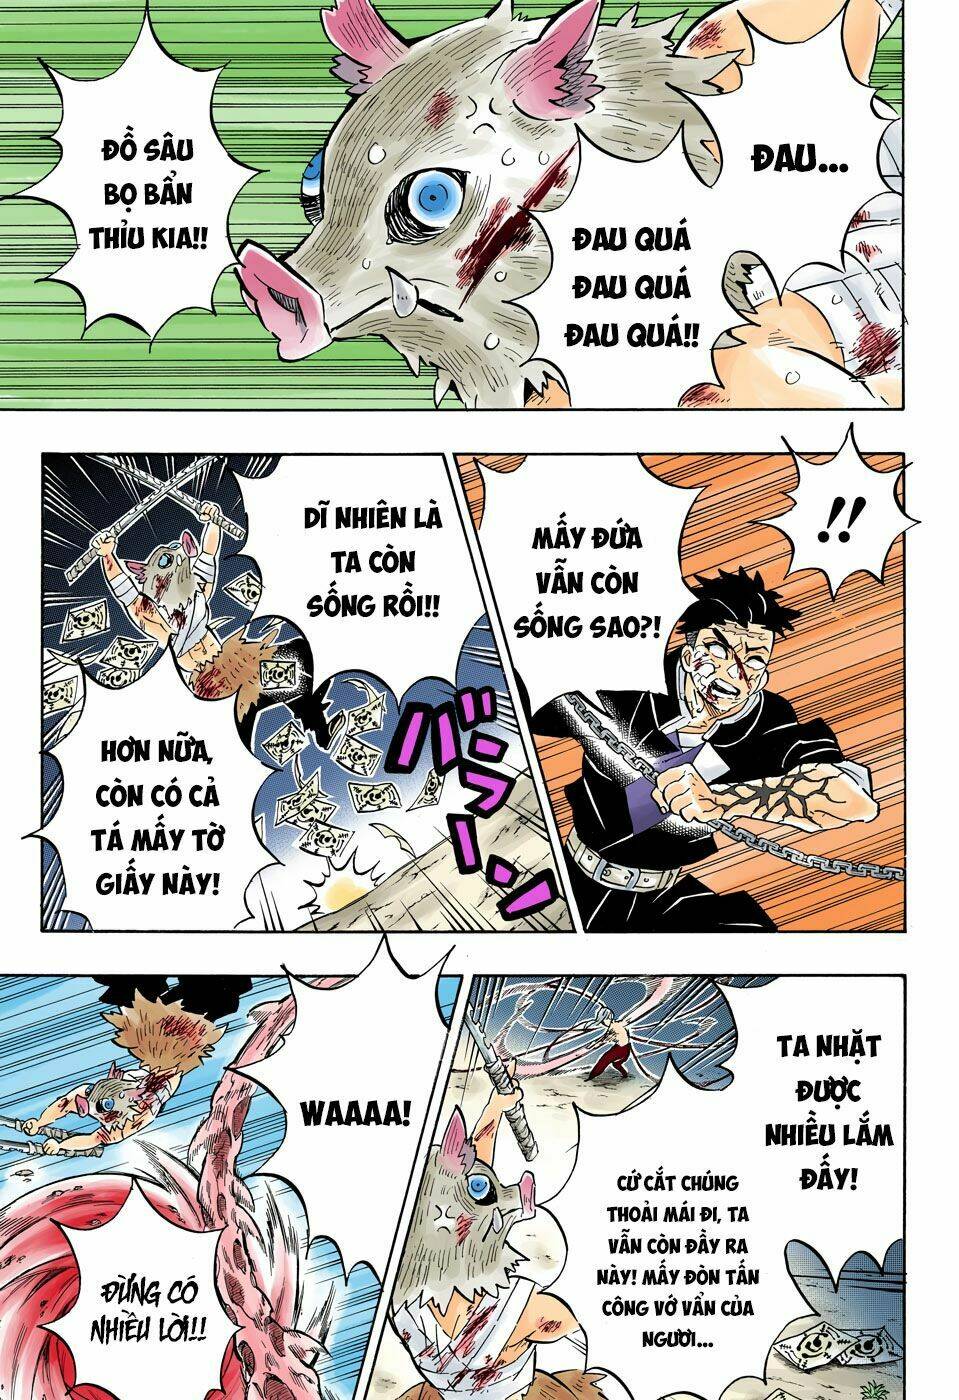 ĐAU...
ĐAU QUÁ
ĐAU QUÁ
ĐAU QUÁ!!
ĐỒ SÂU
BỌ BẨN
THỈU KIA!!
!!
MẤY ĐỨA
VẪN CÒN
SỐNG SAO?!
DĨ NHIÊN LÀ
TA CÒN
SỐNG RỒI!!
HƠN NỮA,
CÒN CÓ CẢ
TÁ MẤY TỜ
GIẤY NÀY!
バンっーン
TA NHẶT
ĐƯỢC
NHIỀU LẮM
ĐẤY!
CỨ CẮT CHÚNG
THOẢI MÁI ĐI, TA
VẪN CÒN ĐẦY RA
NÀY! MẤY ĐÒN TẤN
CÔNG VỚ VẨN CỦA
NGƯƠI...
WAAAA!
ĐỪNG CÓ
NHIỀU LỜI!!